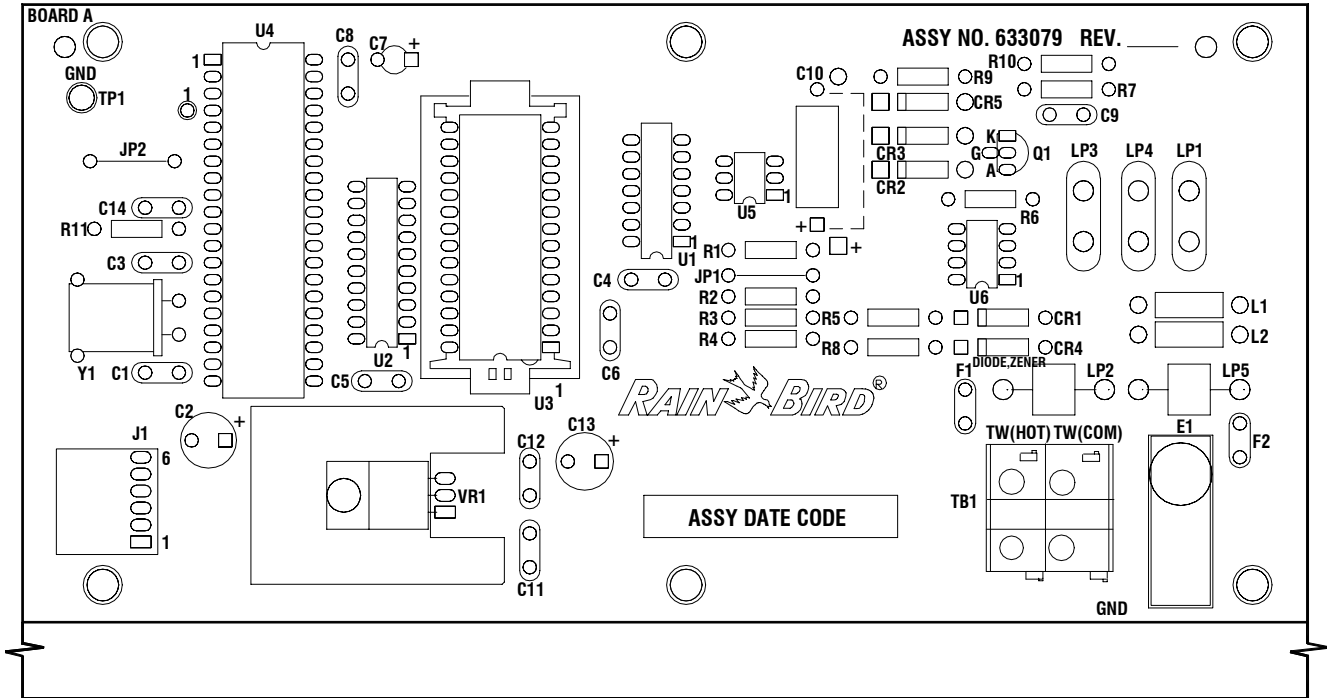 BOARD A
U4
C8
C7
+
ASSY NO. 633079 REV. ____
1
GND
TP1
1
C10
R9
R10
CR5
R7
C9
JP2
CR3
K
G
Q1
A
CR2
LP3
LP4
LP1
C14
R11
U5
1
R6
+
+
1
U1
R1
C3
C4
JP1
1
U6
R2
R3
R5
CR1
L1
R4
R8
CR4
L2
U2
1
Y1
C1
C5
C6
1
U3
DIODE,ZENER
F1
LP2
LP5
RAIN BIRD®
C2
+
C13
+
J1
6
C12
TW(HOT) TW(COM)
E1
F2
VR1
TB1
ASSY DATE CODE
1
C11
GND